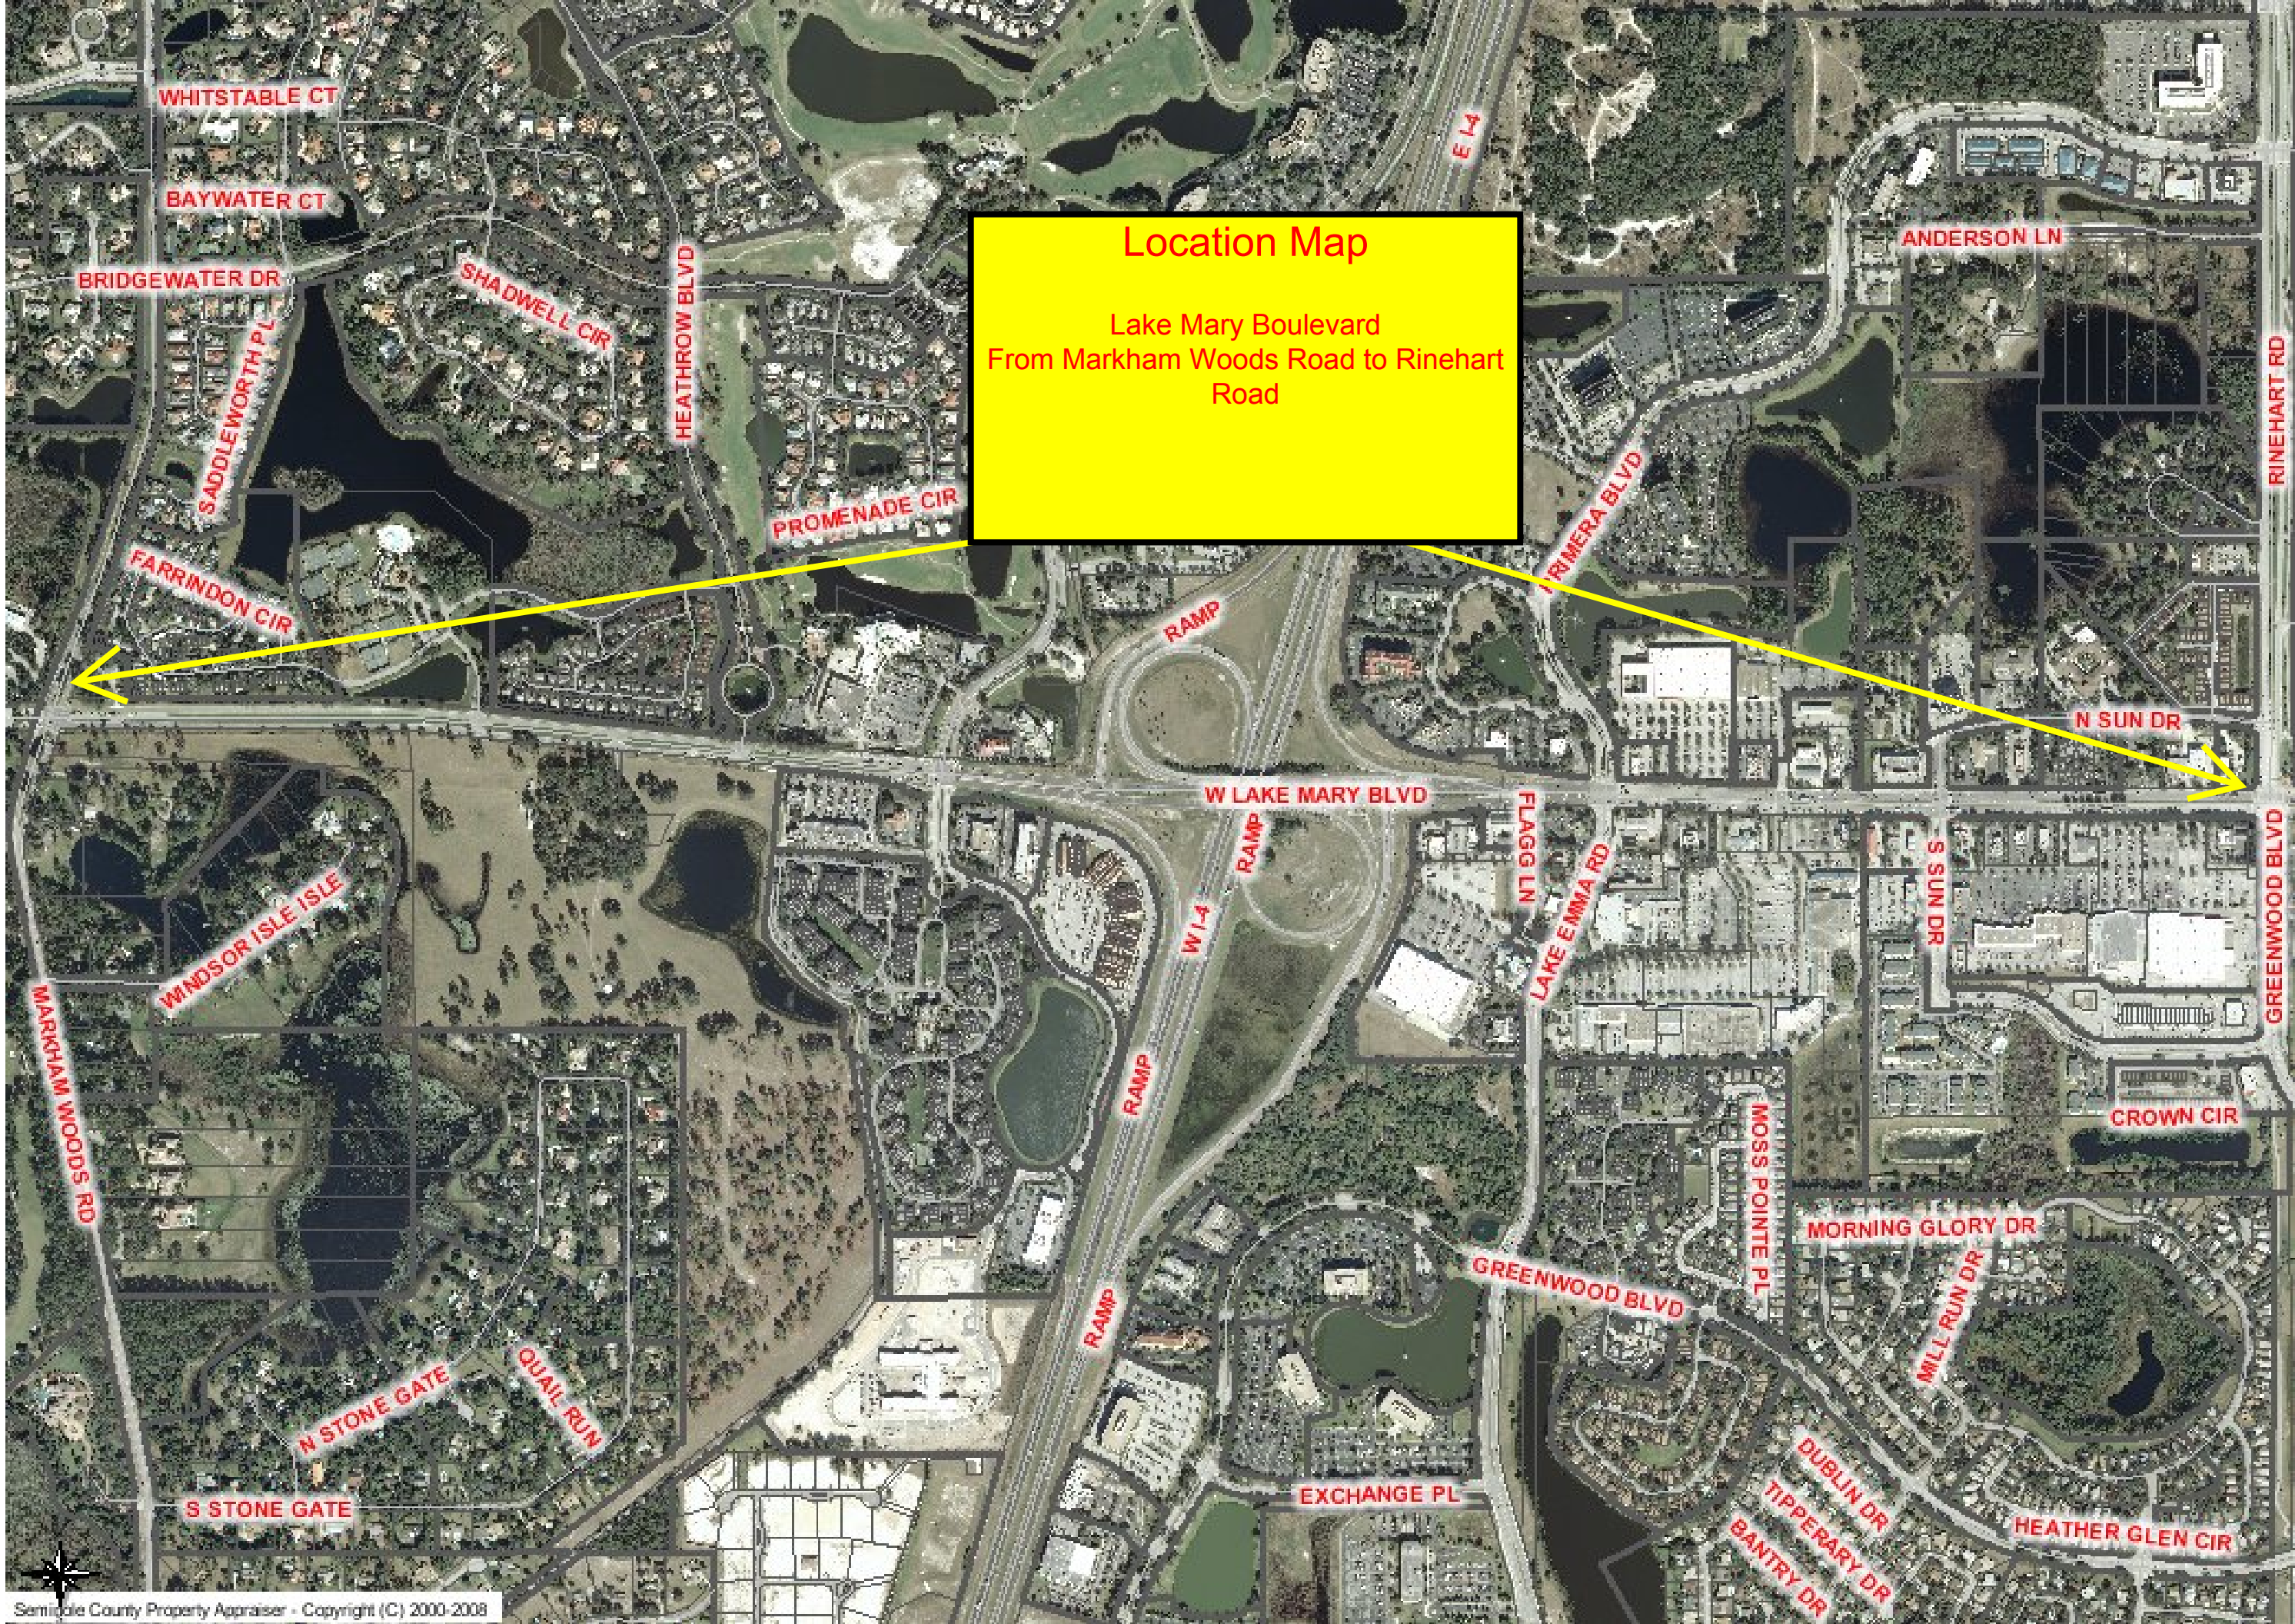 WHITSTABLE CT
E I-4
BAYWATER CT
ANDERSON LN
Location Map
Lake Mary Boulevard
From Markham Woods Road to Rinehart
Road
BRIDGEWATER DR
SHADWELL CIR
HEATHROW BLVD
SADDLEWORTH PL
RINEHART RD
PROMENADE CIR
PRIMERA BLVD
FARRINDON CIR
RAMP
N SUN DR
W LAKE MARY BLVD
RAMP
FLAGG LN
LAKE EMMA RD
S SUN DR
GREENWOOD BLVD
W I-4
WINDSOR ISLE ISLE
MARKHAM WOODS RD
RAMP
MOSS POINTE PL
CROWN CIR
MORNING GLORY DR
RAMP
GREENWOOD BLVD
MILL RUN DR
N STONE GATE
QUAIL RUN
S STONE GATE
EXCHANGE PL
DUBLIN DR
TIPPERARY DR
BANTRY DR
HEATHER GLEN CIR
Seminole County Property Appraiser - Copyright (C) 2000-2008